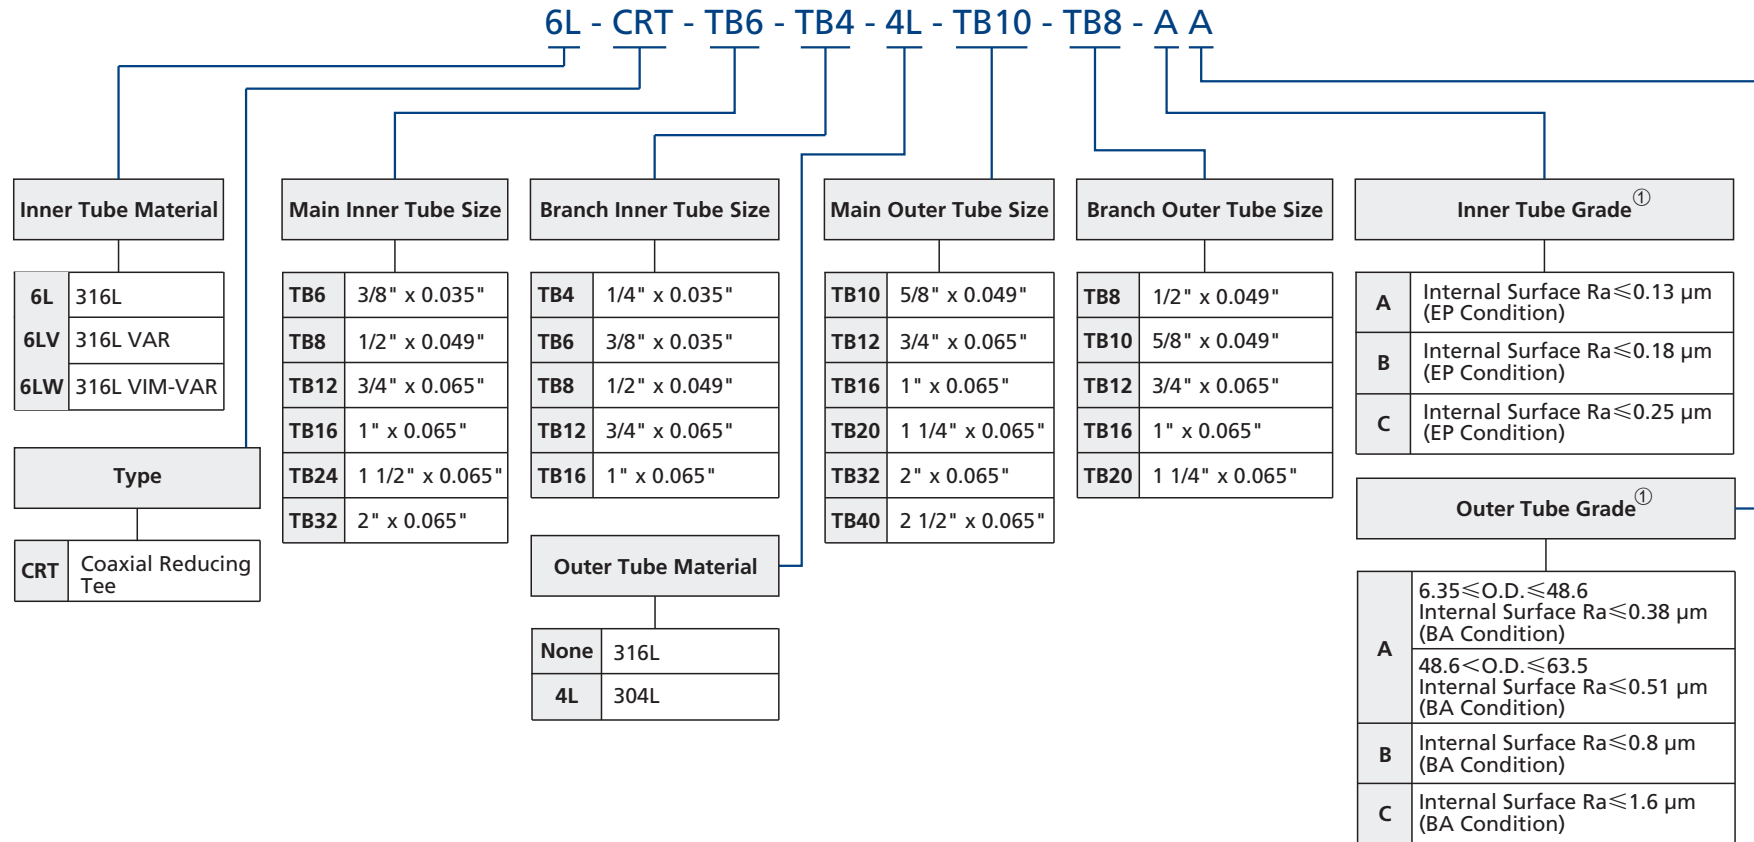 6L - CRT - TB6 - TB4 - 4L - TB10 - TB8 - A A
Inner Tube Material
6L 316L
6LV 316L VAR
6LW 316L VIM-VAR
Type
CRT Coaxial Reducing
Tee
Main Inner Tube Size
TB6 3/8" x 0.035"
TB8 1/2" x 0.049"
TB12 3/4" x 0.065"
TB16 1" x 0.065"
TB24 1 1/2" x 0.065"
TB32 2" x 0.065"
Branch Inner Tube Size
TB4 1/4" x 0.035"
TB6 3/8" x 0.035"
TB8 1/2" x 0.049"
TB12 3/4" x 0.065"
TB16 1" x 0.065"
Outer Tube Material
None 316L
4L 304L
Main Outer Tube Size
TB10 5/8" x 0.049"
TB12 3/4" x 0.065"
TB16 1" x 0.065"
TB20 1 1/4" x 0.065"
TB32 2" x 0.065"
TB40 2 1/2" x 0.065"
Branch Outer Tube Size
TB8 1/2" x 0.049"
TB10 5/8" x 0.049"
TB12 3/4" x 0.065"
TB16 1" x 0.065"
TB20 1 1/4" x 0.065"
Inner Tube Grade①
A Internal Surface Ra≤0.13 µm
(EP Condition)
B Internal Surface Ra≤0.18 µm
(EP Condition)
C Internal Surface Ra≤0.25 µm
(EP Condition)
Outer Tube Grade①
A 6.35≤O.D.≤48.6
Internal Surface Ra≤0.38 µm
(BA Condition)
48.6<O.D.≤63.5
Internal Surface Ra≤0.51 µm
(BA Condition)
B Internal Surface Ra≤0.8 µm
(BA Condition)
C Internal Surface Ra≤1.6 µm
(BA Condition)